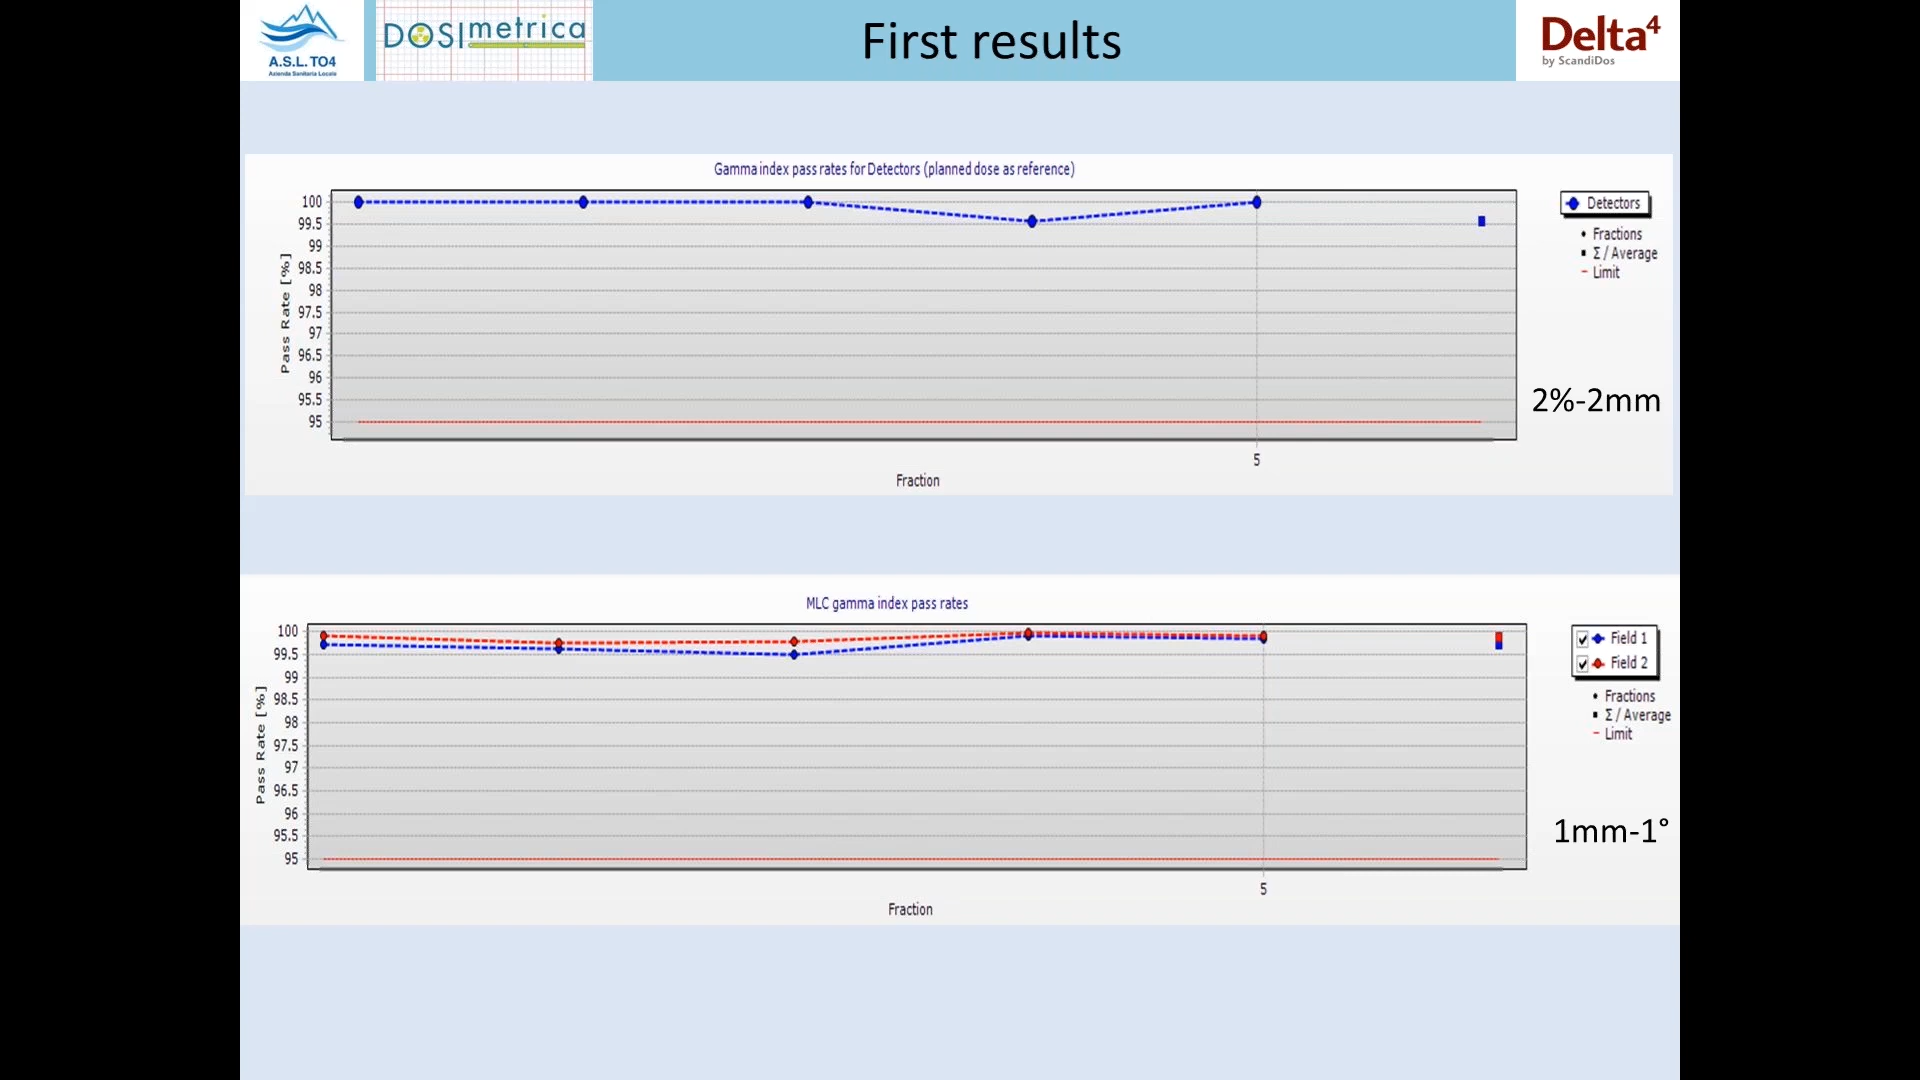 A.S.L. TO4
Azienda Sanitaria Locale
DOSImetrica
First results
Delta4
by ScandiDos
Gamma index pass rates for Detectors (planned dose as reference)
Pass Rate [%]
100
99.5
99
98.5
98
97.5
97
96.5
96
95.5
95
5
Fraction
Detectors
Fractions
Σ / Average
Limit
2%-2mm
MLC gamma index pass rates
Pass Rate [%]
100
99.5
99
98.5
98
97.5
97
96.5
96
95.5
95
5
Fraction
Field 1
Field 2
Fractions
Σ / Average
Limit
1mm-1°